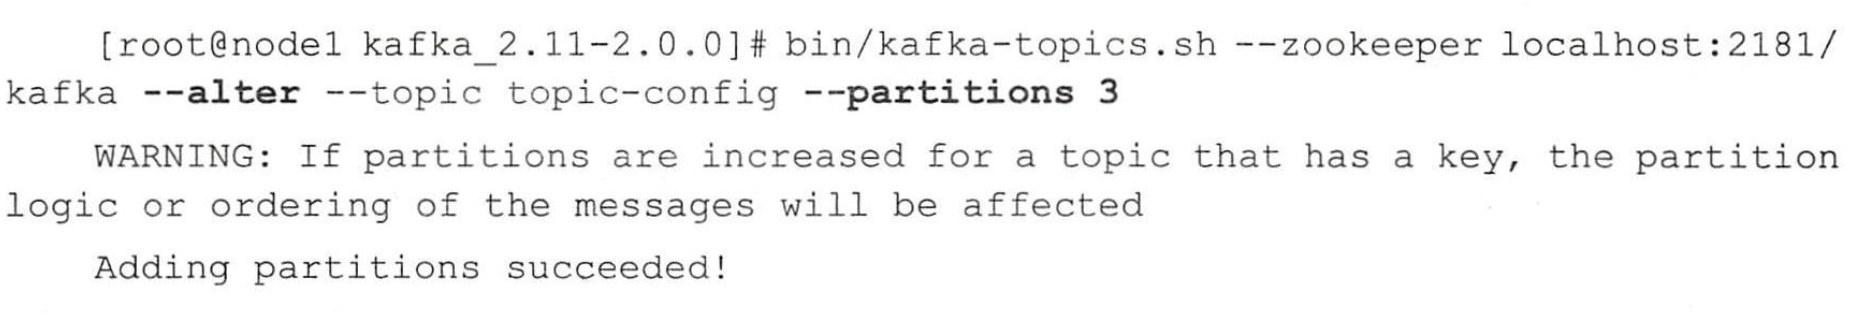 [root@node1 kafka_2.11-2.0.0]# bin/kafka-topics.sh --zookeeper localhost:2181/
kafka --alter --topic topic-config --partitions 3
WARNING: If partitions are increased for a topic that has a key, the partition
logic or ordering of the messages will be affected
Adding partitions succeeded!